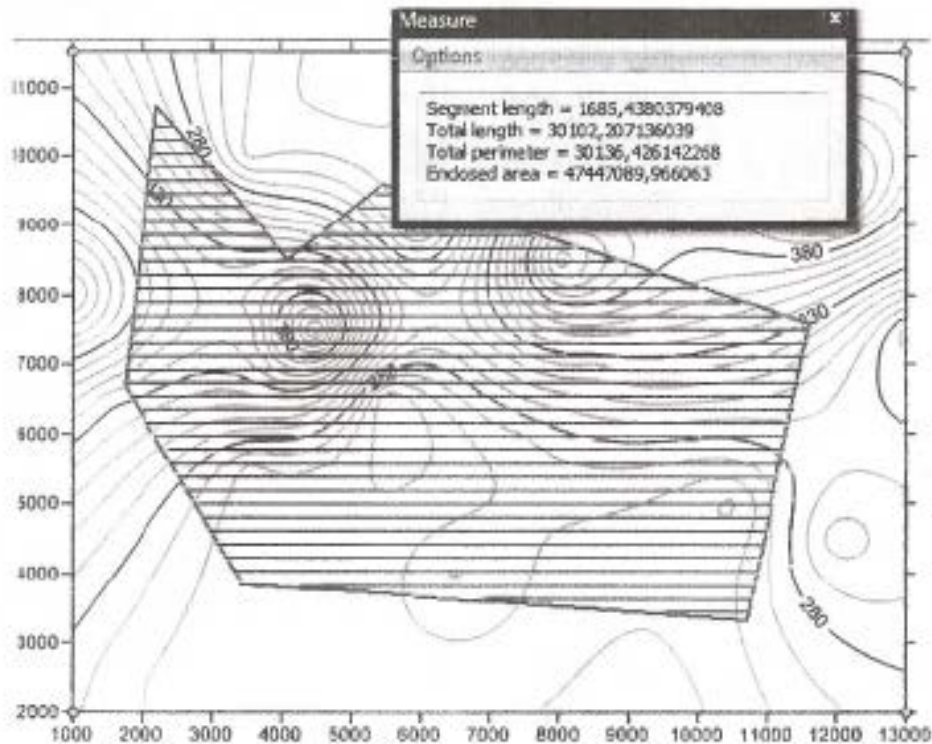 Measure
Options
Segment length = 1685,4380379408
Total length = 30102,207136039
Total perimeter = 30136,426142268
Enclosed area = 47447089,966063
11000
10000
9000
8000
7000
6000
5000
4000
3000
2000
280
380
330
280
1000 2000 3000 4000 5000 6000 7000 8000 9000 10000 11000 12000 13000